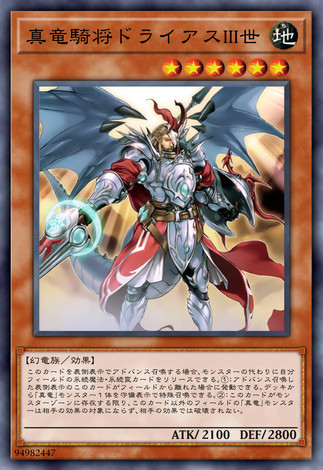 真竜騎将ドライアスⅢ世 地
【幻竜族／効果】
このカードを表側表示でアドバンス召喚する場合、モンスターの代わりに自分
フィールドの永続魔法・永続罠カードをリリースできる。①：アドバンス召喚し
た表側表示のこのカードがフィールドから離れた場合に発動できる。デッキか
ら「真竜」モンスター１体を守備表示で特殊召喚できる。②：このカードがモン
スターゾーンに存在する限り、このカード以外のフィールドの「真竜」モンスタ
ーは相手の効果の対象にならず、相手の効果では破壊されない。
ATK/ 2100 DEF/ 2800
94982447